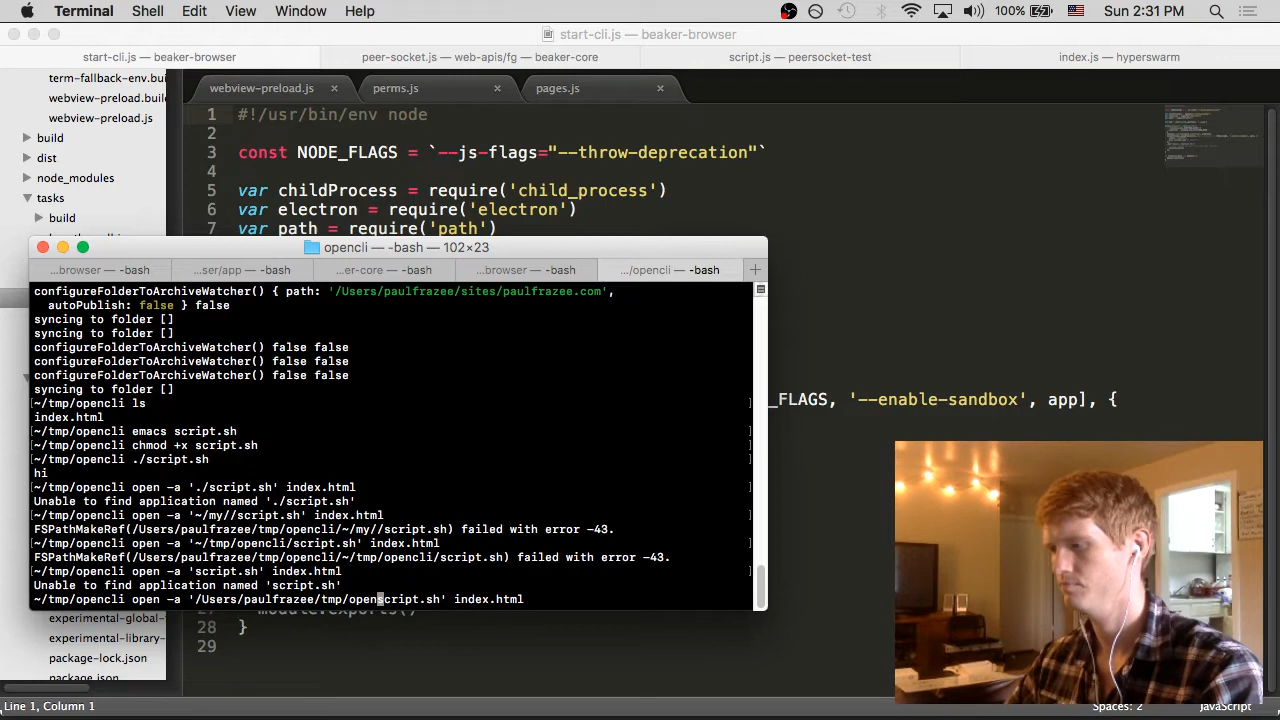 Terminal Shell Edit View Window Help 100% Sun 2:31 PM
start-cli.js — beaker-browser
start-cli.js — beaker-browser peer-socket.js — web-apis/fg — beaker-core script.js — peersocket-test index.js — hyperswarm
term-fallback-env.buil
webview-preload.build
webview-preload.js
build
dist
node_modules
tasks
build
webview-preload.js × perms.js × pages.js ×
1 #!/usr/bin/env node
2
3 const NODE_FLAGS = `--js-flags="--throw-deprecation"`
4
5 var childProcess = require('child_process')
6 var electron = require('electron')
7 var path = require('path')
_FLAGS, '--enable-sandbox', app], {
opencli — -bash — 102×23
...browser — -bash ...ser/app — -bash ...er-core — -bash ...browser — -bash .../opencli — -bash +
configureFolderToArchiveWatcher() { path: '/Users/paulfrazee/sites/paulfrazee.com',
autoPublish: false } false
syncing to folder []
syncing to folder []
configureFolderToArchiveWatcher() false false
configureFolderToArchiveWatcher() false false
configureFolderToArchiveWatcher() false false
syncing to folder []
[~/tmp/opencli ls ]
index.html
[~/tmp/opencli emacs script.sh ]
[~/tmp/opencli chmod +x script.sh ]
[~/tmp/opencli ./script.sh ]
hi
[~/tmp/opencli open -a './script.sh' index.html ]
Unable to find application named './script.sh'
[~/tmp/opencli open -a '~/my//script.sh' index.html ]
FSPathMakeRef(/Users/paulfrazee/tmp/opencli/~/my//script.sh) failed with error -43.
[~/tmp/opencli open -a '~/tmp/opencli/script.sh' index.html ]
FSPathMakeRef(/Users/paulfrazee/tmp/opencli/~/tmp/opencli/script.sh) failed with error -43.
[~/tmp/opencli open -a 'script.sh' index.html ]
Unable to find application named 'script.sh'
~/tmp/opencli open -a '/Users/paulfrazee/tmp/openscript.sh' index.html
module.exports()
28 }
29
experimental-global-
experimental-library-
package-lock.json
package.json
Line 1, Column 1 Spaces: 2 JavaScript